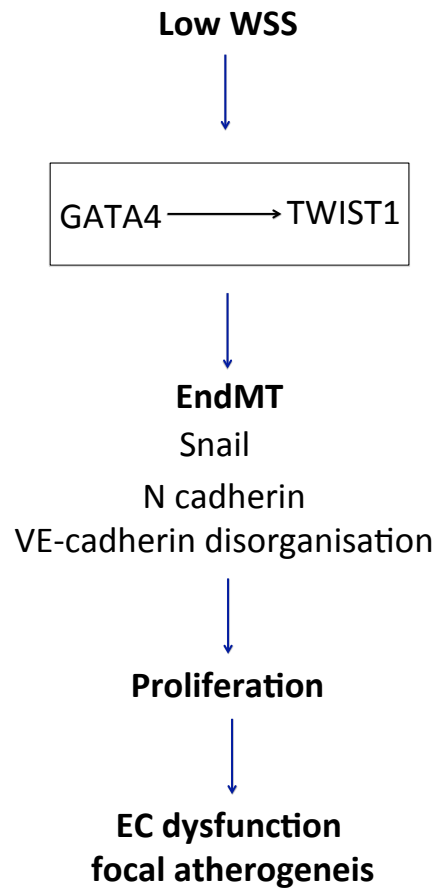 Low WSS
GATA4 TWIST1
EndMT
Snail
N cadherin
VE-cadherin disorganisation
Proliferation
EC dysfunction
focal atherogeneis